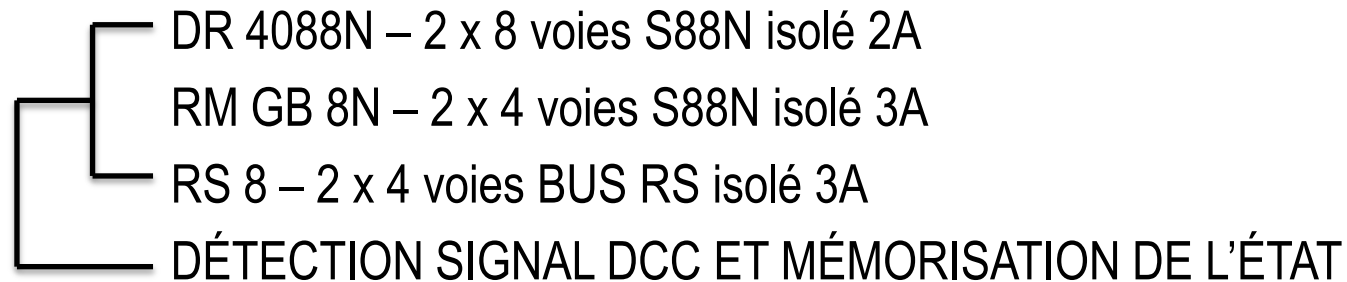 DR 4088N – 2 x 8 voies S88N isolé 2A
RM GB 8N – 2 x 4 voies S88N isolé 3A
RS 8 – 2 x 4 voies BUS RS isolé 3A
DÉTECTION SIGNAL DCC ET MÉMORISATION DE L’ÉTAT